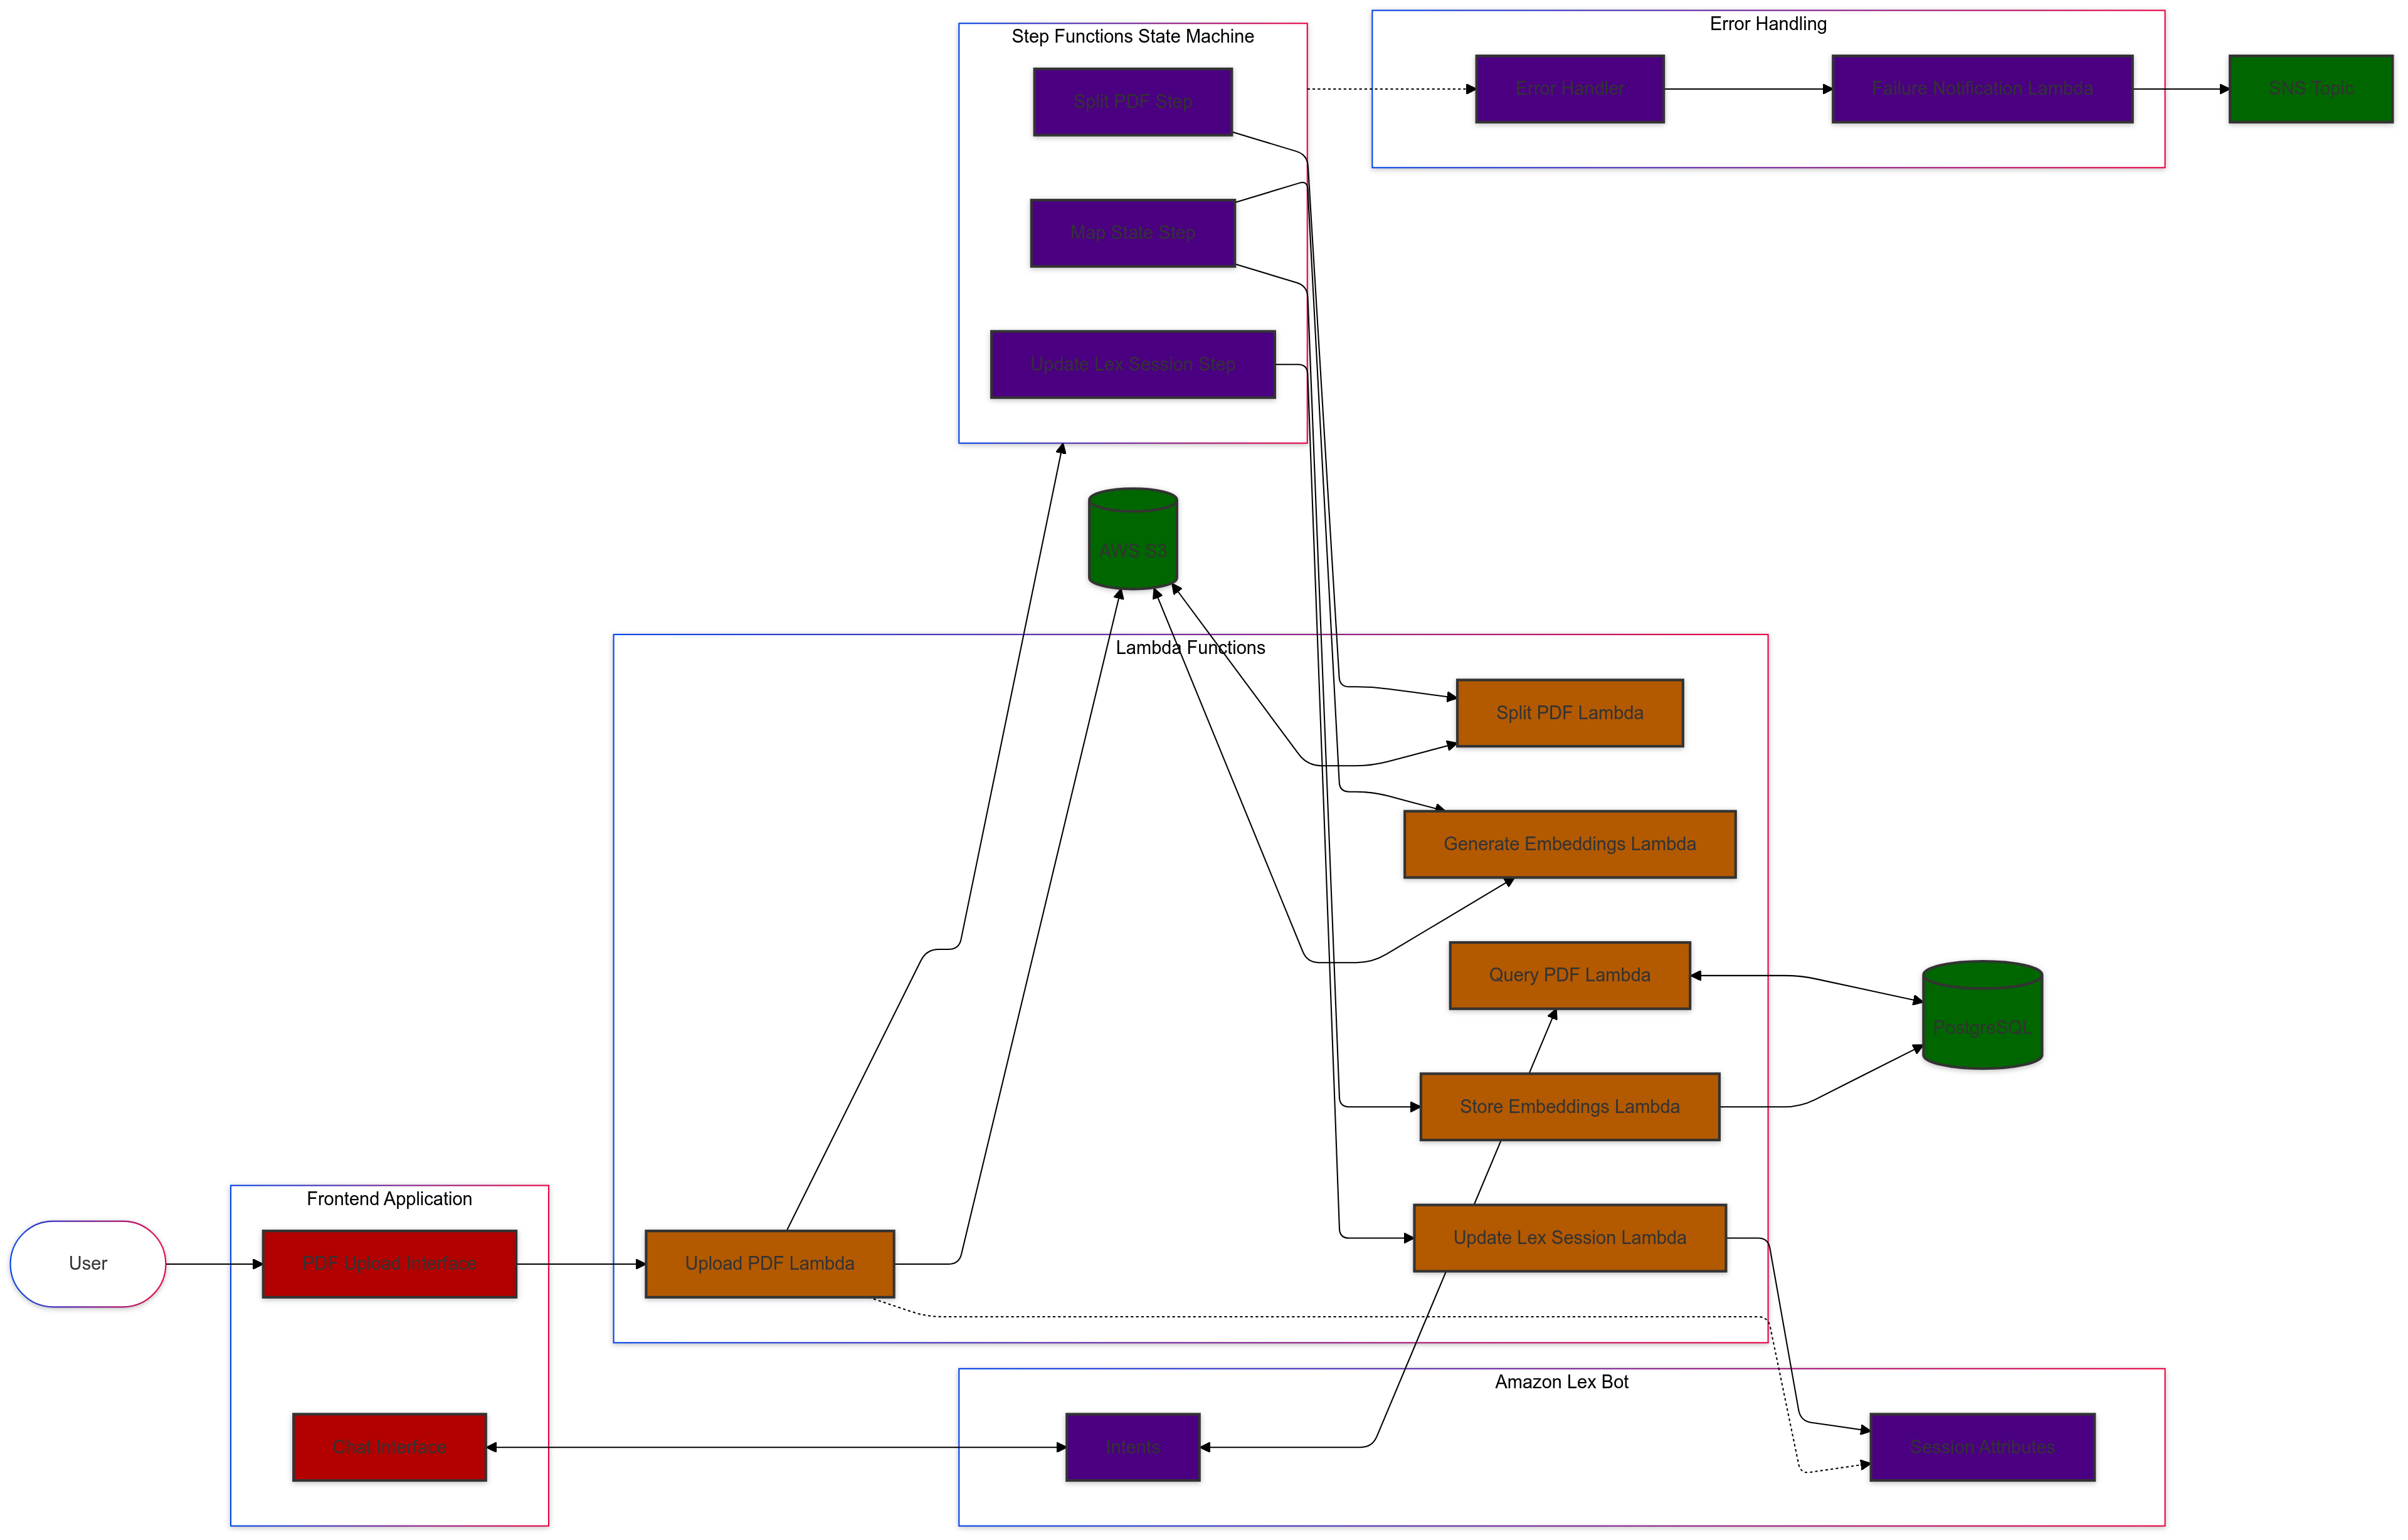 Step Functions State Machine
Split PDF Step
Map State Step
Update Lex Session Step
Error Handling
Error Handler
Failure Notification Lambda
SNS Topic
AWS S3
Lambda Functions
Split PDF Lambda
Generate Embeddings Lambda
Query PDF Lambda
Store Embeddings Lambda
Update Lex Session Lambda
Upload PDF Lambda
PostgreSQL
Frontend Application
User
PDF Upload Interface
Chat Interface
Amazon Lex Bot
Intents
Session Attributes